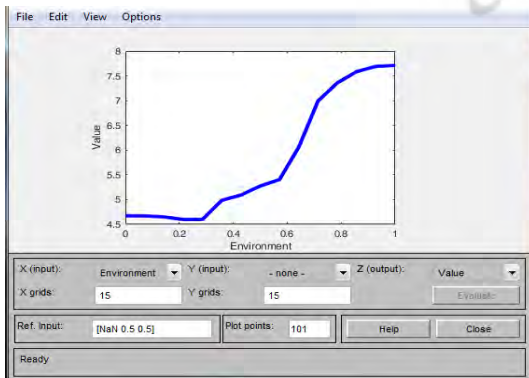 File Edit View Options
8
7.5
7
6.5
6
5.5
5
4.5
Value
0 0.2 0.4 0.6 0.8 1
Environment
X (input): Environment Y (input): - none - Z (output): Value
X grids: 15 Y grids: 15 Evaluate
Ref. Input: [NaN 0.5 0.5] Plot points: 101 Help Close
Ready